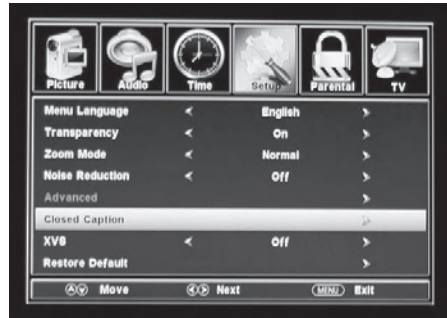 Picture Audio Time Setup Parental TV
Menu Language English
Transparency On
Zoom Mode Normal
Noise Reduction Off
Advanced
Closed Caption
XV6 Off
Restore Default
Move Next MENU Exit